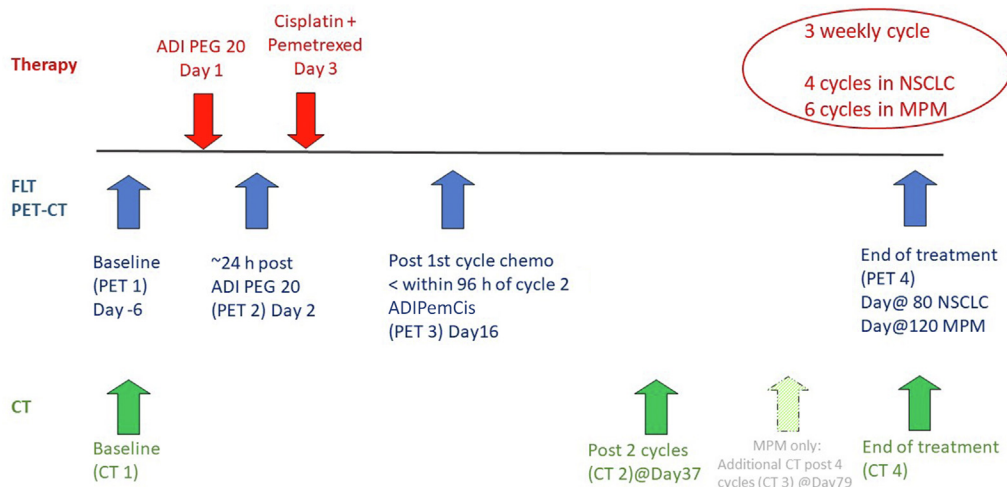 Therapy
ADI PEG 20
Day 1
Cisplatin +
Pemetrexed
Day 3
3 weekly cycle
4 cycles in NSCLC
6 cycles in MPM
FLT
PET-CT
Baseline
(PET 1)
Day -6
~24 h post
ADI PEG 20
(PET 2) Day 2
Post 1st cycle chemo
< within 96 h of cycle 2
ADIPemCis
(PET 3) Day16
End of treatment
(PET 4)
Day@ 80 NSCLC
Day@120 MPM
CT
Baseline
(CT 1)
Post 2 cycles
(CT 2)@Day37
MPM only:
Additional CT post 4
cycles (CT 3) @Day79
End of treatment
(CT 4)